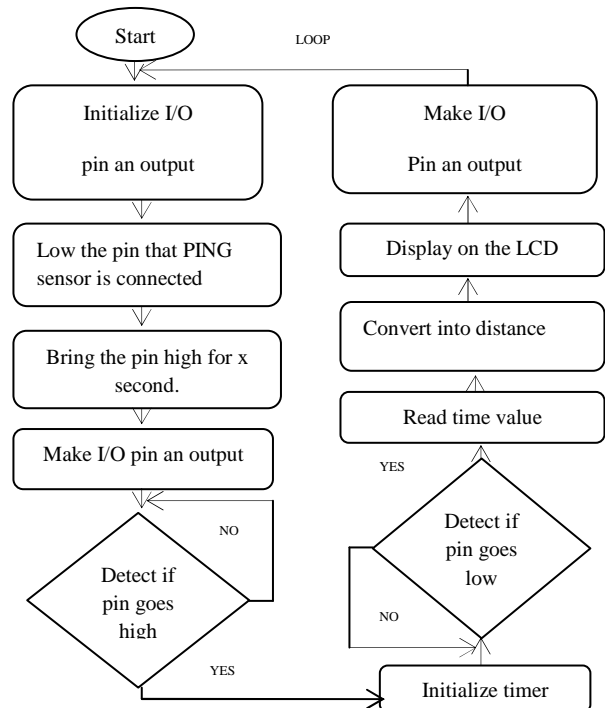 Start
LOOP
Initialize I/O
pin an output
Low the pin that PING
sensor is connected
Bring the pin high for x
second.
Make I/O pin an output
NO
Detect if
pin goes
high
YES
Initialize timer
NO
Detect if
pin goes
low
YES
Read time value
Convert into distance
Display on the LCD
Make I/O
Pin an output